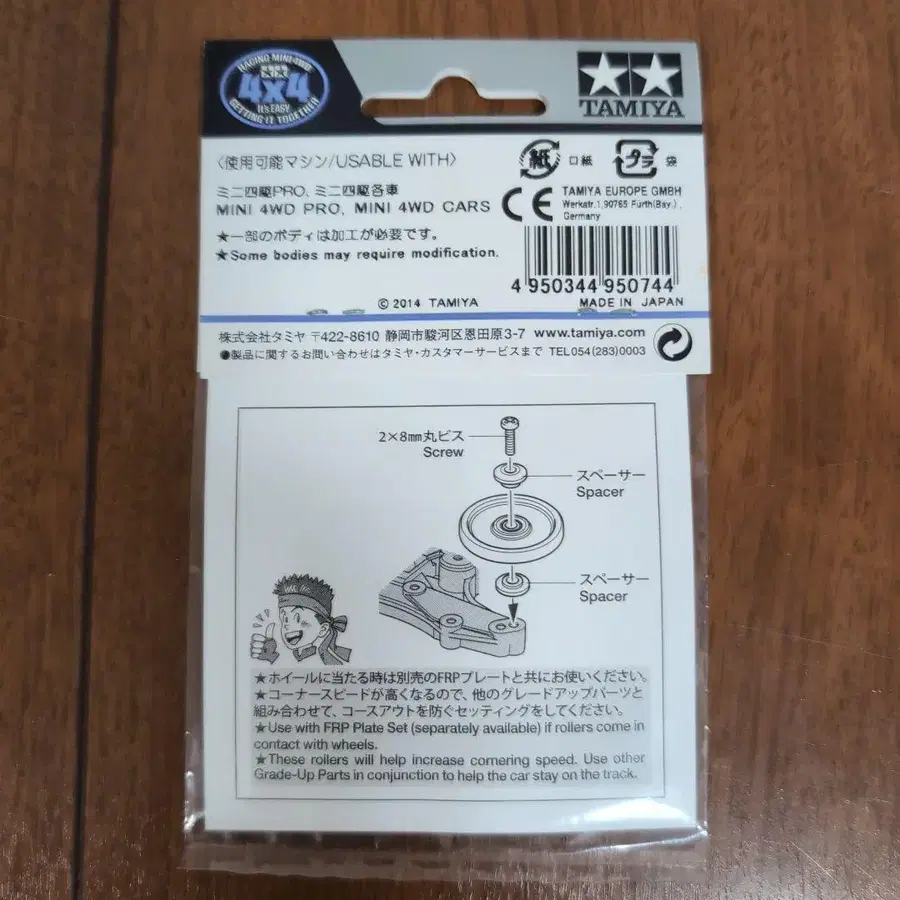 RACING MINI 4WD
4x4
It's EASY
GETTING IT TOGETHER
TAMIYA
〈使用可能マシン/USABLE WITH〉
ミニ四駆PRO、ミニ四駆各車
MINI 4WD PRO, MINI 4WD CARS
★一部のボディは加工が必要です。
★Some bodies may require modification.
紙 口紙
プラ 袋
CE
TAMIYA EUROPE GMBH
Werkstr.1,90765 Fürth(Bay.),
Germany
4 950344 950744
© 2014 TAMIYA
MADE IN JAPAN
株式会社タミヤ 〒422-8610 静岡市駿河区恩田原3-7 www.tamiya.com
●製品に関するお問い合わせはタミヤ・カスタマーサービスまで TEL054(283)0003
2×8mm丸ビス
Screw
スペーサー
Spacer
スペーサー
Spacer
★ホイールに当たる時は別売のFRPプレートと共にお使いください。
★コーナースピードが高くなるので、他のグレードアップパーツと
組み合わせて、コースアウトを防ぐセッティングをしてください。
★Use with FRP Plate Set (separately available) if rollers come in
contact with wheels.
★These rollers will help increase cornering speed. Use other
Grade-Up Parts in conjunction to help the car stay on the track.